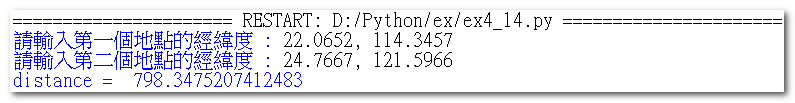 ====================== RESTART: D:/Python/ex/ex4_14.py ======================
請輸入第一個地點的經緯度 : 22.0652, 114.3457
請輸入第二個地點的經緯度 : 24.7667, 121.5966
distance =  798.3475207412483